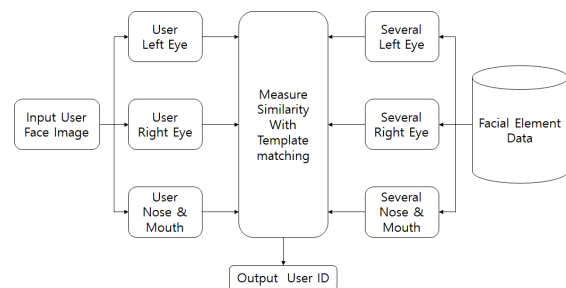 Input User
Face Image
User
Left Eye
User
Right Eye
User
Nose &
Mouth
Measure
Similarity
With
Template
matching
Several
Left Eye
Several
Right Eye
Several
Nose &
Mouth
Facial Element
Data
Output User ID